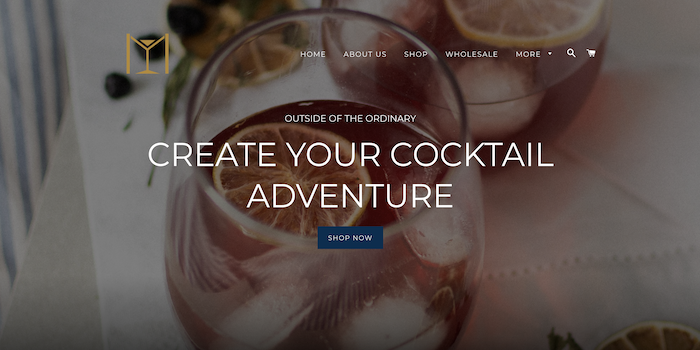 HOME ABOUT US SHOP WHOLESALE MORE
OUTSIDE OF THE ORDINARY
CREATE YOUR COCKTAIL
ADVENTURE
SHOP NOW